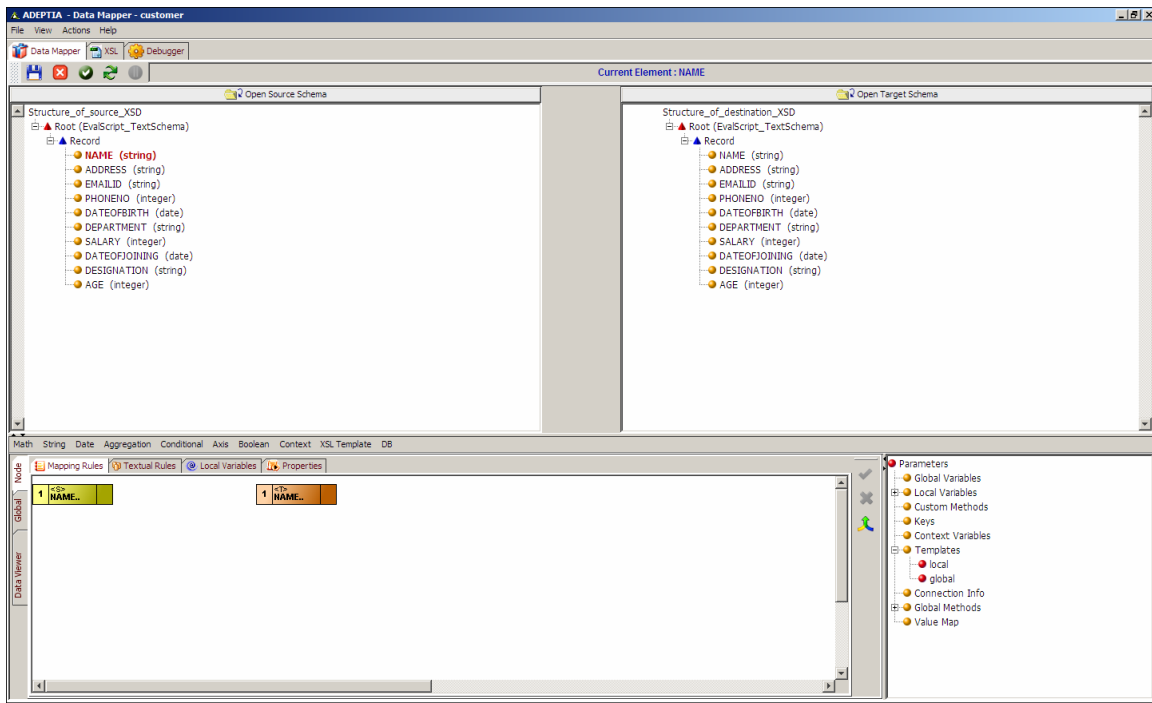 ADEPTIA - Data Mapper - customer
File View Actions Help
Data Mapper XSL Debugger
Current Element : NAME
Open Source Schema
Open Target Schema
Structure_of_source_XSD
Root (EvalScript_TextSchema)
Record
NAME (string)
ADDRESS (string)
EMAILID (string)
PHONENO (integer)
DATEOFBIRTH (date)
DEPARTMENT (string)
SALARY (integer)
DATEOFJOINING (date)
DESIGNATION (string)
AGE (integer)
Structure_of_destination_XSD
Root (EvalScript_TextSchema)
Record
NAME (string)
ADDRESS (string)
EMAILID (string)
PHONENO (integer)
DATEOFBIRTH (date)
DEPARTMENT (string)
SALARY (integer)
DATEOFJOINING (date)
DESIGNATION (string)
AGE (integer)
Math String Date Aggregation Conditional Axis Boolean Context XSL Template DB
Node
Global
Data Viewer
Mapping Rules Textual Rules Local Variables Properties
1 <S> NAME..
1 <T> NAME..
Parameters
Global Variables
Local Variables
Custom Methods
Keys
Context Variables
Templates
local
global
Connection Info
Global Methods
Value Map